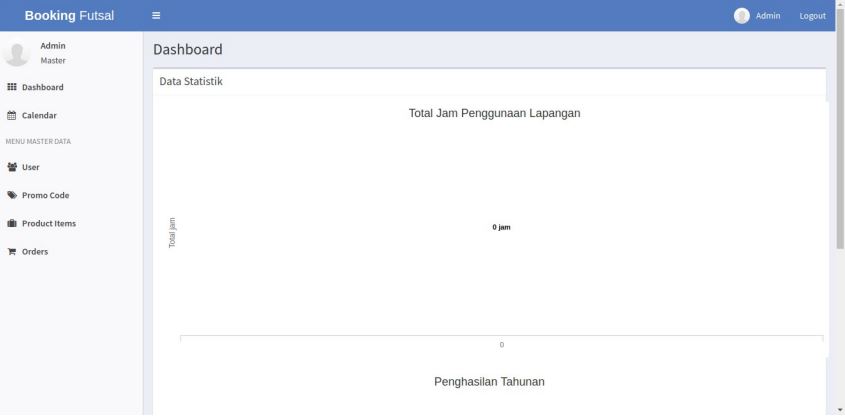 Booking Futsal
Admin
Logout
Admin
Master
Dashboard
Calendar
MENU MASTER DATA
User
Promo Code
Product Items
Orders
Dashboard
Data Statistik
Total Jam Penggunaan Lapangan
Total jam
0 jam
0
Penghasilan Tahunan